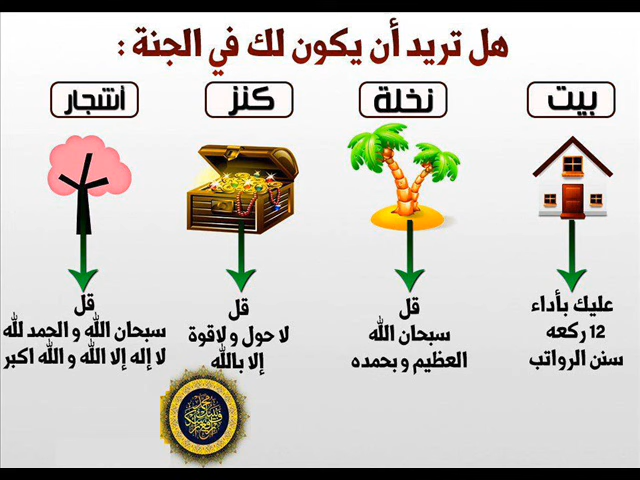 هل تريد أن يكون لك في الجنة :
بيت
نخلة
كنز
أشجار
عليك بأداء
12 ركعه
سنن الرواتب
قل
سبحان الله
العظيم و بحمده
قل
لا حول و لاقوة
إلا بالله
قل
سبحان الله و الحمد لله
لا إله إلا الله و الله اكبر